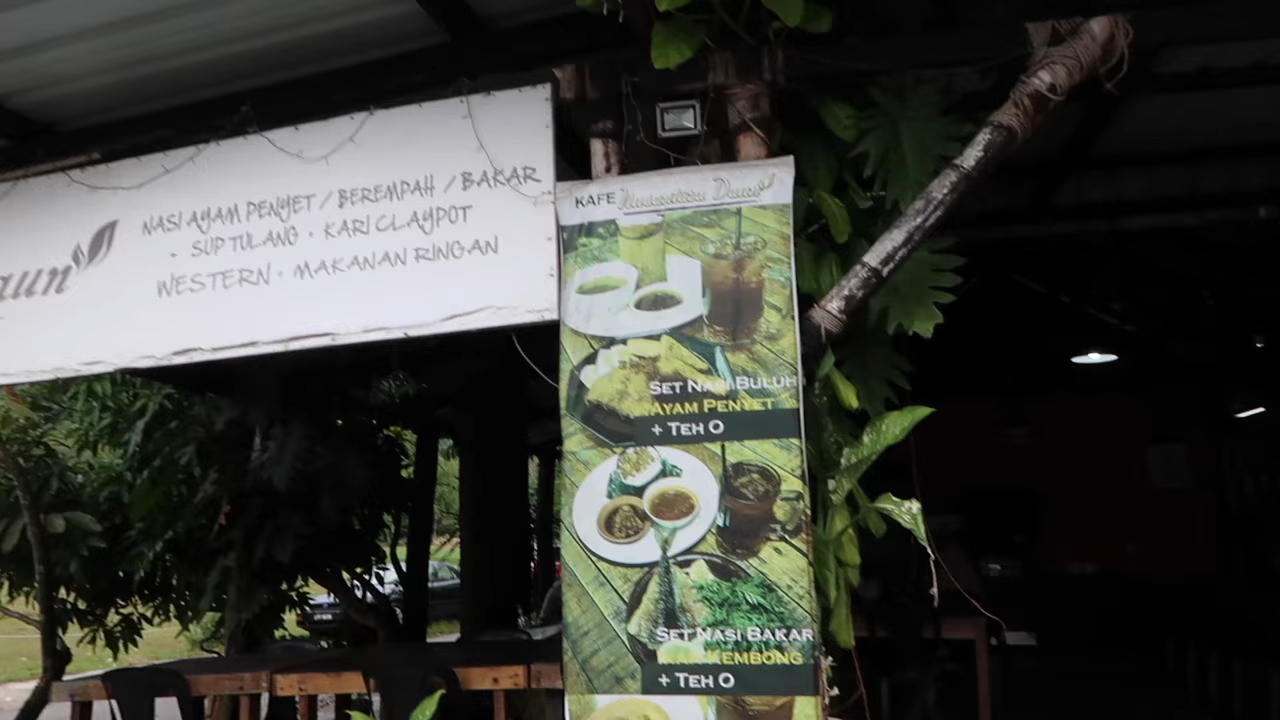 NASI AYAM PENYET / BEREMPAH / BAKAR
• SUP TULANG • KARI CLAYPOT
WESTERN • MAKANAN RINGAN
aun
KAFE
SET NASI BULUH
AYAM PENYET
+ TEH O
SET NASI BAKAR
KEMBONG
+ TEH O